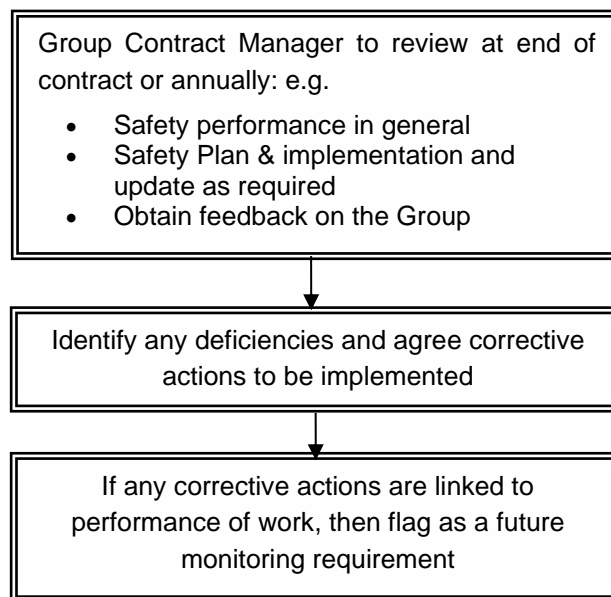 Group Contract Manager to review at end of
contract or annually: e.g.
• Safety performance in general
• Safety Plan & implementation and
update as required
• Obtain feedback on the Group
Identify any deficiencies and agree corrective
actions to be implemented
If any corrective actions are linked to
performance of work, then flag as a future
monitoring requirement